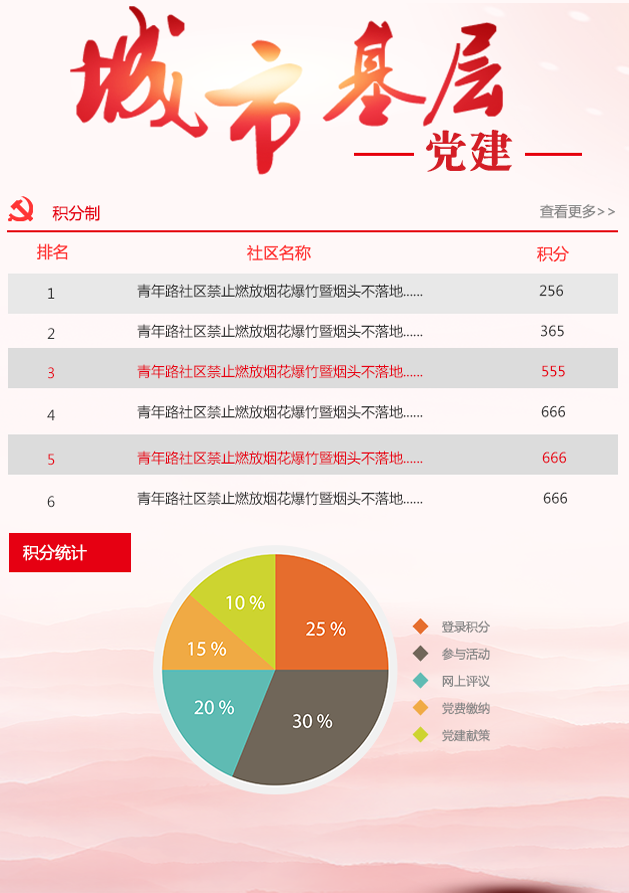 城市基层
党建
积分制 查看更多>>
排名 社区名称 积分
1 青年路社区禁止燃放烟花爆竹暨烟头不落地...... 256
2 青年路社区禁止燃放烟花爆竹暨烟头不落地...... 365
3 青年路社区禁止燃放烟花爆竹暨烟头不落地...... 555
4 青年路社区禁止燃放烟花爆竹暨烟头不落地...... 666
5 青年路社区禁止燃放烟花爆竹暨烟头不落地...... 666
6 青年路社区禁止燃放烟花爆竹暨烟头不落地...... 666
积分统计
10 %
25 %
15 %
20 %
30 %
登录积分
参与活动
网上评议
党费缴纳
党建献策